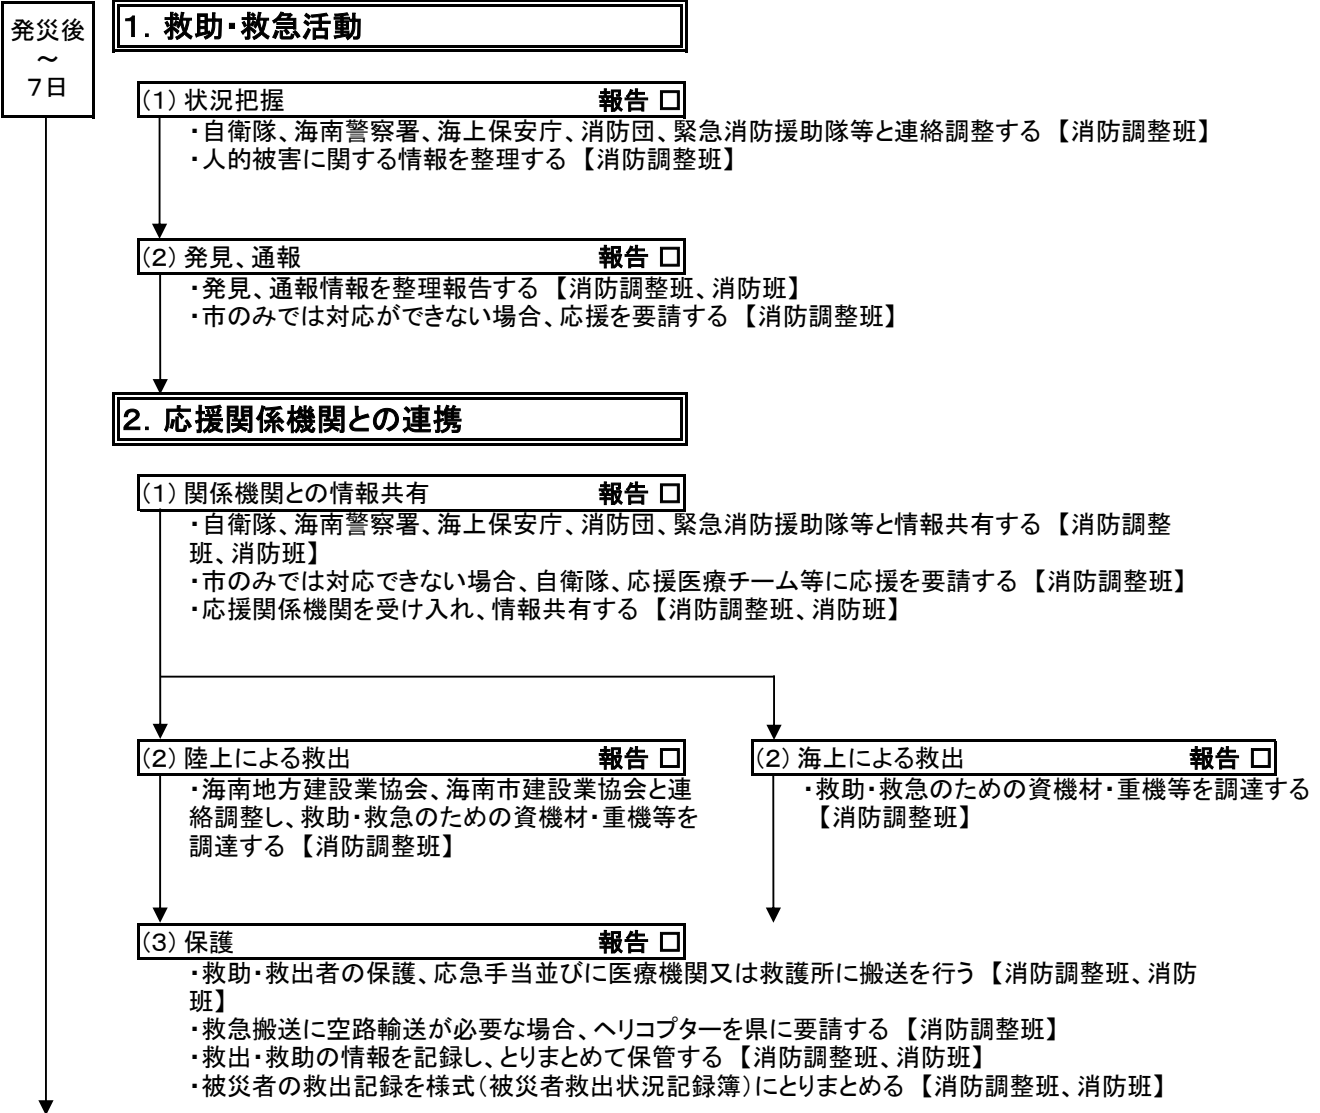 発災後
～
7日
1．救助・救急活動
(1) 状況把握 報告 □
・自衛隊、海南警察署、海上保安庁、消防団、緊急消防援助隊等と連絡調整する 【消防調整班】
・人的被害に関する情報を整理する 【消防調整班】
(2) 発見、通報 報告 □
・発見、通報情報を整理報告する 【消防調整班、消防班】
・市のみでは対応ができない場合、応援を要請する 【消防調整班】
2．応援関係機関との連携
(1) 関係機関との情報共有 報告 □
・自衛隊、海南警察署、海上保安庁、消防団、緊急消防援助隊等と情報共有する 【消防調整
班、消防班】
・市のみでは対応できない場合、自衛隊、応援医療チーム等に応援を要請する 【消防調整班】
・応援関係機関を受け入れ、情報共有する 【消防調整班、消防班】
(2) 陸上による救出 報告 □
・海南地方建設業協会、海南市建設業協会と連
絡調整し、救助・救急のための資機材・重機等を
調達する 【消防調整班】
(2) 海上による救出 報告 □
・救助・救急のための資機材・重機等を調達する
【消防調整班】
(3) 保護 報告 □
・救助・救出者の保護、応急手当並びに医療機関又は救護所に搬送を行う 【消防調整班、消防
班】
・救急搬送に空路輸送が必要な場合、ヘリコプターを県に要請する 【消防調整班】
・救出・救助の情報を記録し、とりまとめて保管する 【消防調整班、消防班】
・被災者の救出記録を様式（被災者救出状況記録簿）にとりまとめる 【消防調整班、消防班】